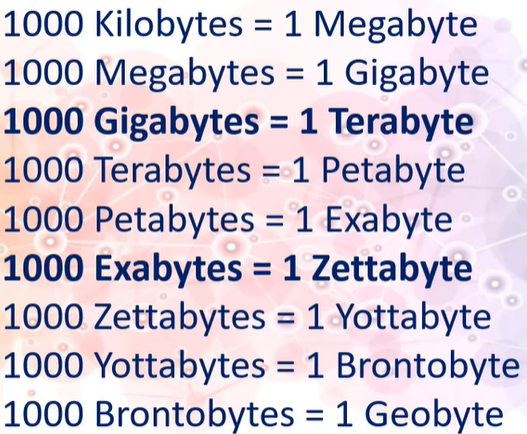 1000 Kilobytes = 1 Megabyte
1000 Megabytes = 1 Gigabyte
1000 Gigabytes = 1 Terabyte
1000 Terabytes = 1 Petabyte
1000 Petabytes = 1 Exabyte
1000 Exabytes = 1 Zettabyte
1000 Zettabytes = 1 Yottabyte
1000 Yottabytes = 1 Brontobyte
1000 Brontobytes = 1 Geobyte